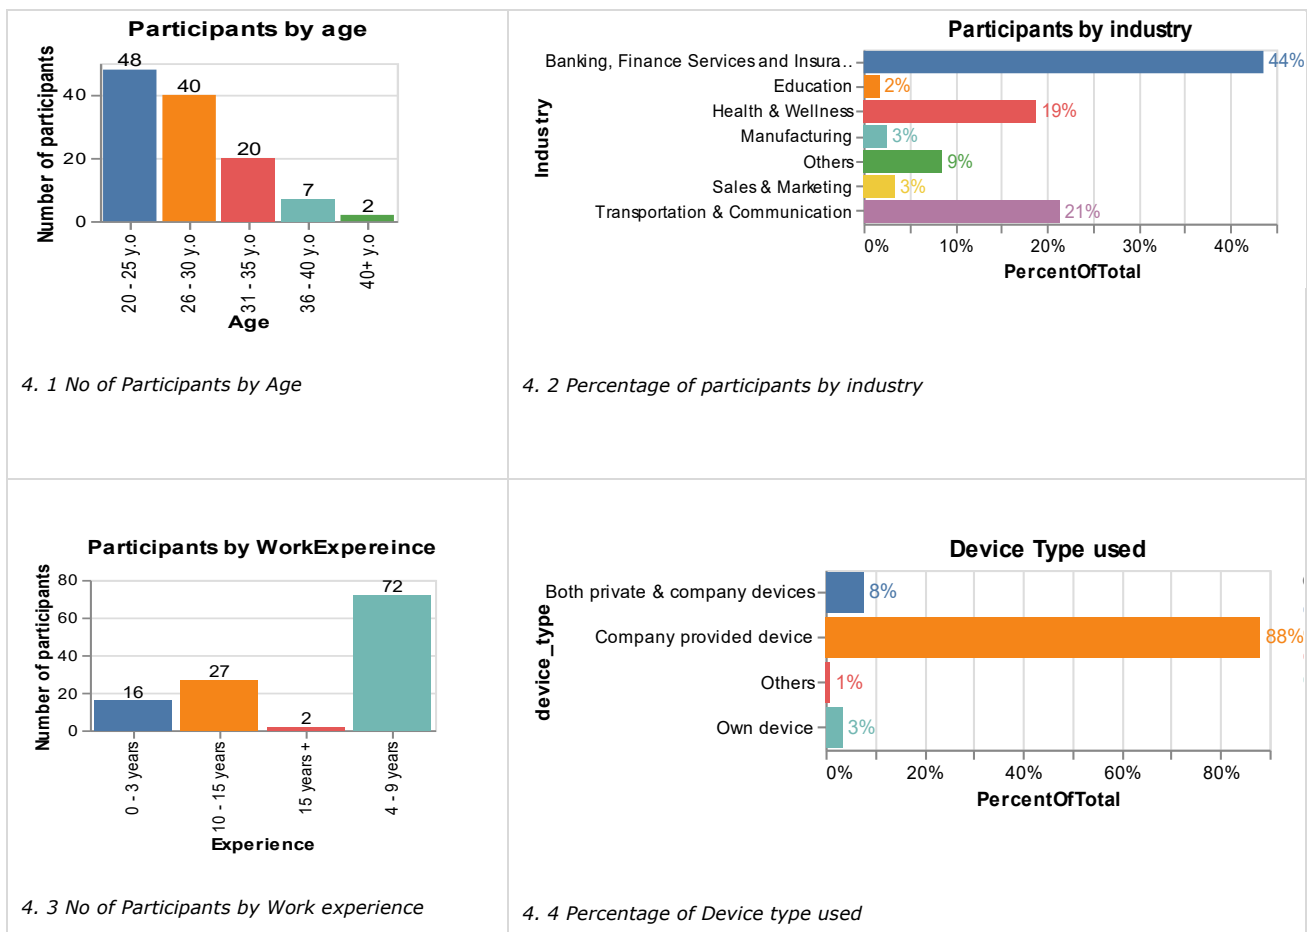 Participants by age
Number of participants
48
40
20
7
2
40
20
0
20 - 25 y.o
26 - 30 y.o
31 - 35 y.o
36 - 40 y.o
40+ y.o
Age
4. 1 No of Participants by Age
Participants by industry
Industry
Banking, Finance Services and Insura..
44%
Education
2%
Health & Wellness
19%
Manufacturing
3%
Others
9%
Sales & Marketing
3%
Transportation & Communication
21%
0% 10% 20% 30% 40%
PercentOfTotal
4. 2 Percentage of participants by industry
Participants by WorkExpereince
Number of participants
80
60
40
20
0
16
27
2
72
0 - 3 years
10 - 15 years
15 years +
4 - 9 years
Experience
4. 3 No of Participants by Work experience
Device Type used
device_type
Both private & company devices
8%
Company provided device
88%
Others
1%
Own device
3%
0% 20% 40% 60% 80%
PercentOfTotal
4. 4 Percentage of Device type used